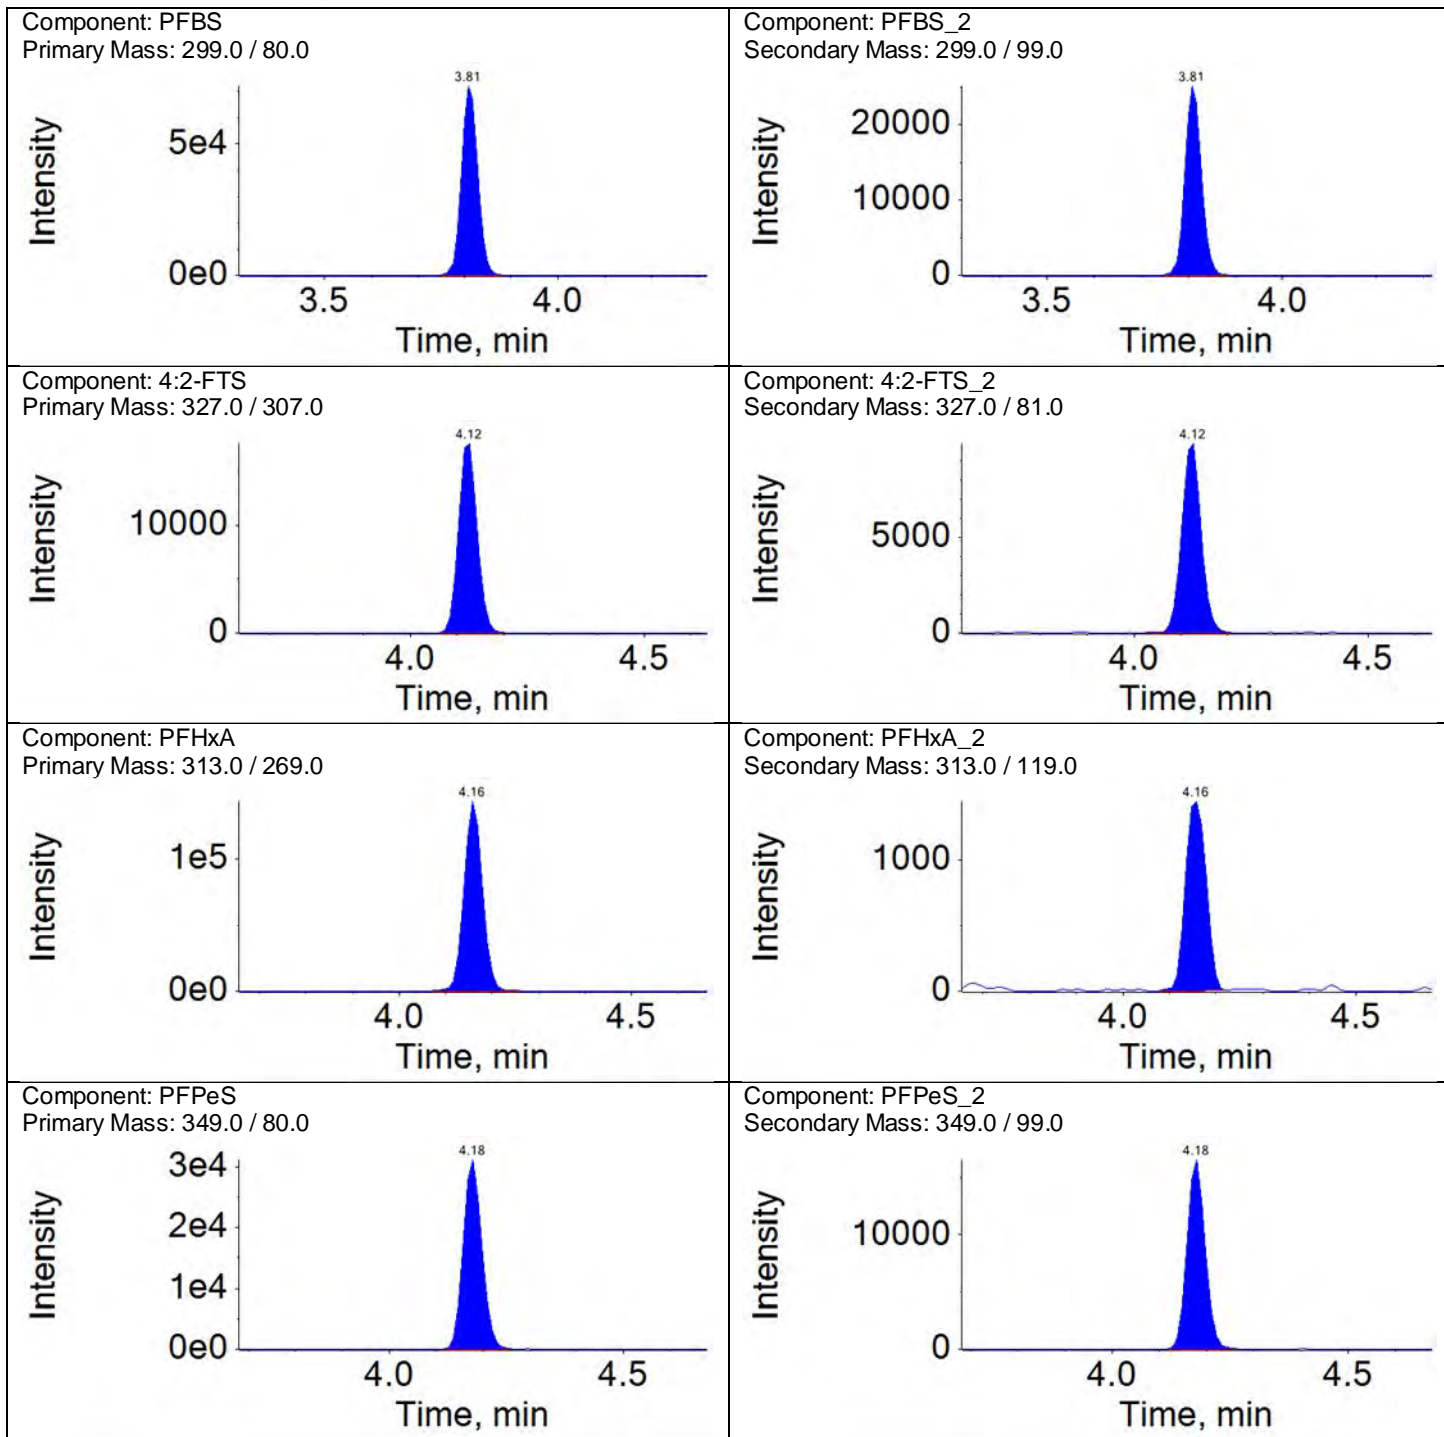 Component: PFBS
Primary Mass: 299.0 / 80.0
3.81
Intensity
5e4
0e0
3.5
4.0
Time, min
Component: PFBS_2
Secondary Mass: 299.0 / 99.0
3.81
Intensity
20000
10000
0
3.5
4.0
Time, min
Component: 4:2-FTS
Primary Mass: 327.0 / 307.0
4.12
Intensity
10000
0
4.0
4.5
Time, min
Component: 4:2-FTS_2
Secondary Mass: 327.0 / 81.0
4.12
Intensity
5000
0
4.0
4.5
Time, min
Component: PFHxA
Primary Mass: 313.0 / 269.0
4.16
Intensity
1e5
0e0
4.0
4.5
Time, min
Component: PFHxA_2
Secondary Mass: 313.0 / 119.0
4.16
Intensity
1000
0
4.0
4.5
Time, min
Component: PFPeS
Primary Mass: 349.0 / 80.0
4.18
Intensity
3e4
2e4
1e4
0e0
4.0
4.5
Time, min
Component: PFPeS_2
Secondary Mass: 349.0 / 99.0
4.18
Intensity
10000
0
4.0
4.5
Time, min